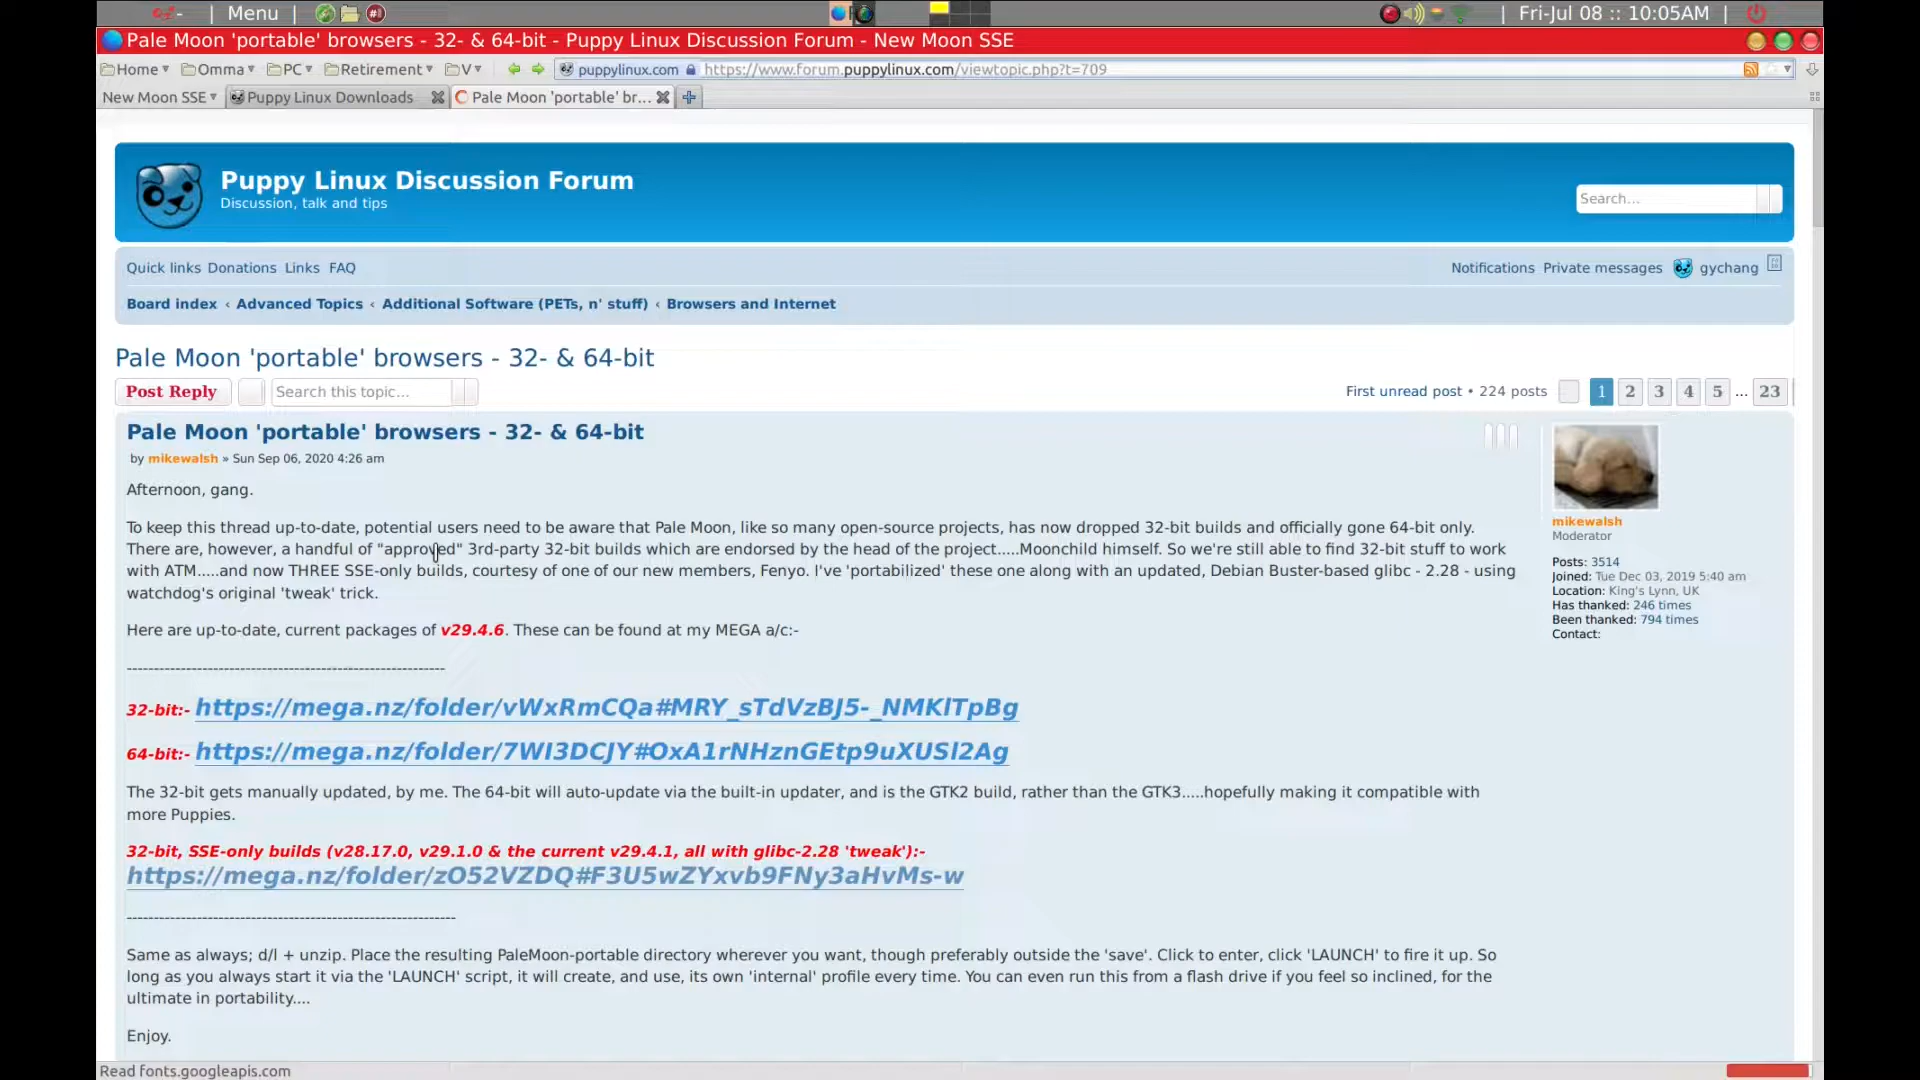 Menu
Fri-Jul 08 :: 10:05AM
Pale Moon 'portable' browsers - 32- & 64-bit - Puppy Linux Discussion Forum - New Moon SSE
Home Omma PC Retirement V puppylinux.com https://www.forum.puppylinux.com/viewtopic.php?t=709
New Moon SSE Puppy Linux Downloads Pale Moon 'portable' br...
Puppy Linux Discussion Forum
Discussion, talk and tips
Search...
Quick links Donations Links FAQ
Notifications Private messages gychang
Board index ‹ Advanced Topics ‹ Additional Software (PETs, n' stuff) ‹ Browsers and Internet
Pale Moon 'portable' browsers - 32- & 64-bit
Post Reply Search this topic...
First unread post • 224 posts 1 2 3 4 5 ... 23
Pale Moon 'portable' browsers - 32- & 64-bit
by mikewalsh » Sun Sep 06, 2020 4:26 am
Afternoon, gang.
To keep this thread up-to-date, potential users need to be aware that Pale Moon, like so many open-source projects, has now dropped 32-bit builds and officially gone 64-bit only.
There are, however, a handful of "approved" 3rd-party 32-bit builds which are endorsed by the head of the project.....Moonchild himself. So we're still able to find 32-bit stuff to work
with ATM.....and now THREE SSE-only builds, courtesy of one of our new members, Fenyo. I've 'portabilized' these one along with an updated, Debian Buster-based glibc - 2.28 - using
watchdog's original 'tweak' trick.
Here are up-to-date, current packages of v29.4.6. These can be found at my MEGA a/c:-
-----------------------------------------------------------
32-bit:- https://mega.nz/folder/vWxRmCQa#MRY_sTdVzBJ5-_NMKlTpBg
64-bit:- https://mega.nz/folder/7WI3DCJY#OxA1rNHznGEtp9uXUSl2Ag
The 32-bit gets manually updated, by me. The 64-bit will auto-update via the built-in updater, and is the GTK2 build, rather than the GTK3.....hopefully making it compatible with
more Puppies.
32-bit, SSE-only builds (v28.17.0, v29.1.0 & the current v29.4.1, all with glibc-2.28 'tweak'):-
https://mega.nz/folder/zO52VZDQ#F3U5wZYxvb9FNy3aHvMs-w
-------------------------------------------------------------
Same as always; d/l + unzip. Place the resulting PaleMoon-portable directory wherever you want, though preferably outside the 'save'. Click to enter, click 'LAUNCH' to fire it up. So
long as you always start it via the 'LAUNCH' script, it will create, and use, its own 'internal' profile every time. You can even run this from a flash drive if you feel so inclined, for the
ultimate in portability....
Enjoy.
mikewalsh
Moderator
Posts: 3514
Joined: Tue Dec 03, 2019 5:40 am
Location: King's Lynn, UK
Has thanked: 246 times
Been thanked: 794 times
Contact:
Read fonts.googleapis.com